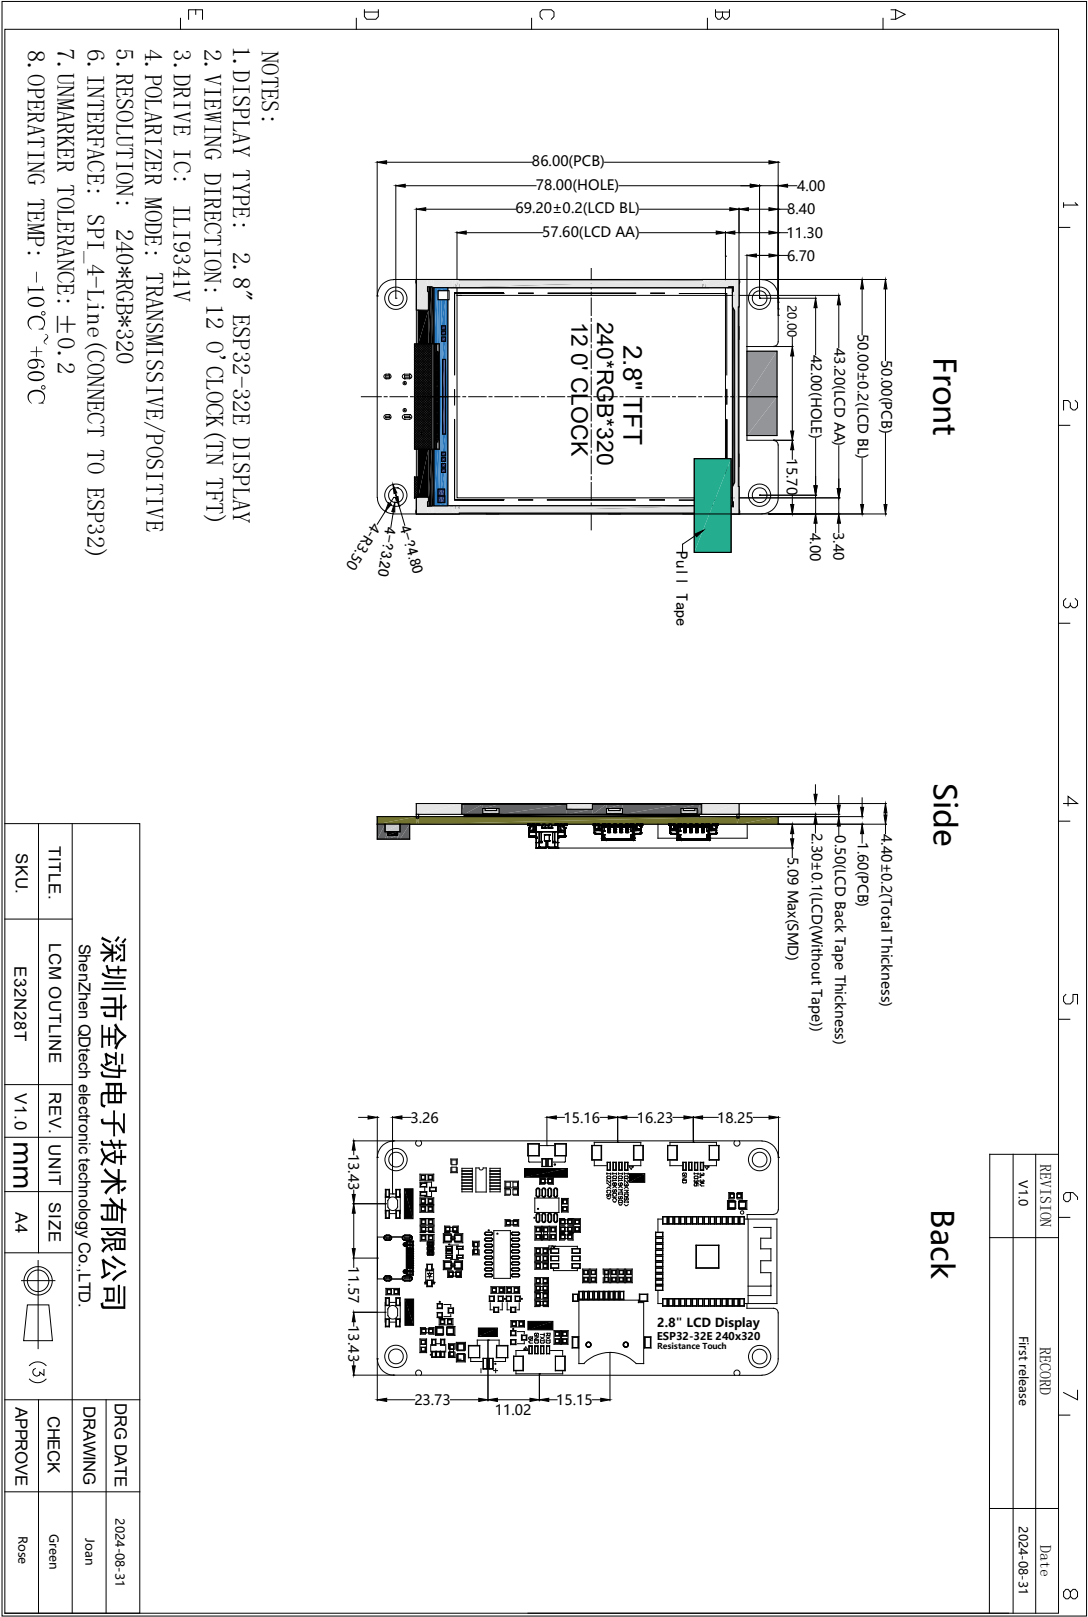 1
2
3
4
5
6
7
8
A
B
C
D
E
REVISION
RECORD
Date
V1.0
First release
2024-08-31
Front
Side
Back
86.00(PCB)
78.00(HOLE)
4.00
69.20±0.2(LCD BL)
8.40
57.60(LCD AA)
11.30
6.70
50.00(PCB)
50.00±0.2(LCD BL)
43.20(LCD AA)
42.00(HOLE)
20.00
15.70
3.40
4.00
2.8" TFT
240*RGB*320
12 0' CLOCK
Pull Tape
4-?4.80
4-?3.20
4-R3.50
4.40±0.2(Total Thickness)
1.60(PCB)
0.50(LCD Back Tape Thickness)
2.30±0.1(LCD(Without Tape))
5.09 Max(SMD)
3.26
15.16
16.23
18.25
13.43
11.57
13.43
23.73
11.02
15.15
2.8" LCD Display
ESP32-32E 240x320
Resistance Touch
NOTES:
1.DISPLAY TYPE: 2.8″ ESP32-32E DISPLAY
2.VIEWING DIRECTION: 12 O'CLOCK(TN TFT)
3.DRIVE IC: ILI9341V
4.POLARIZER MODE: TRANSMISSIVE/POSITIVE
5.RESOLUTION: 240*RGB*320
6.INTERFACE: SPI_4-Line(CONNECT TO ESP32)
7.UNMARKER TOLERANCE: ±0.2
8.OPERATING TEMP: -10℃~+60℃
深圳市全动电子技术有限公司
ShenZhen QDtech electronic technology Co.,LTD.
TITLE.
LCM OUTLINE
REV.
UNIT
SIZE
SKU.
E32N28T
V1.0
mm
A4
(3)
DRG DATE
2024-08-31
DRAWING
Joan
CHECK
Green
APPROVE
Rose